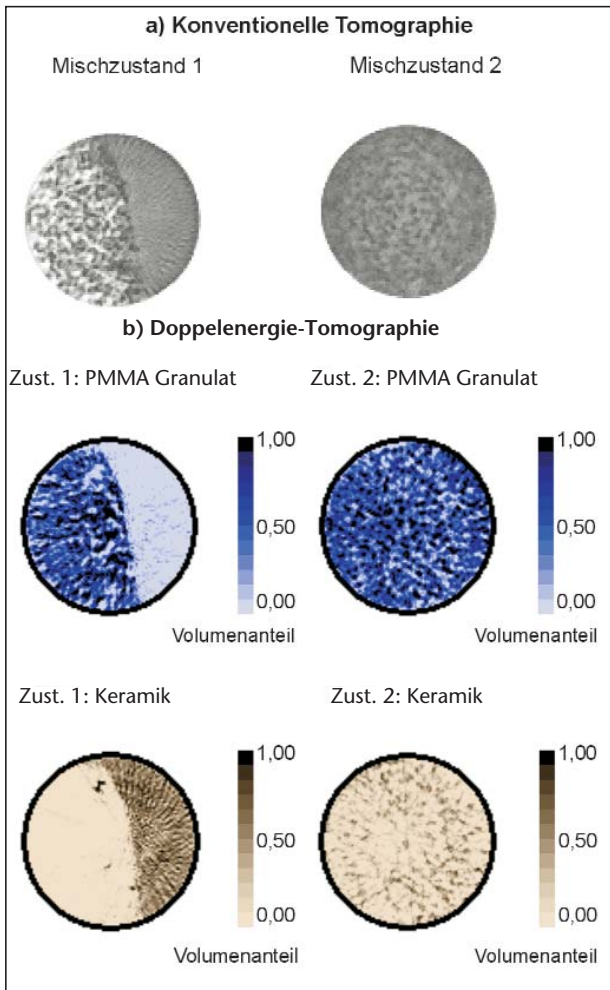 a) Konventionelle Tomographie
Mischzustand 1
Mischzustand 2
b) Doppelenergie-Tomographie
Zust. 1: PMMA Granulat
Zust. 2: PMMA Granulat
1,00
0,50
0,00
Volumenanteil
1,00
0,50
0,00
Volumenanteil
Zust. 1: Keramik
Zust. 2: Keramik
1,00
0,50
0,00
Volumenanteil
1,00
0,50
0,00
Volumenanteil